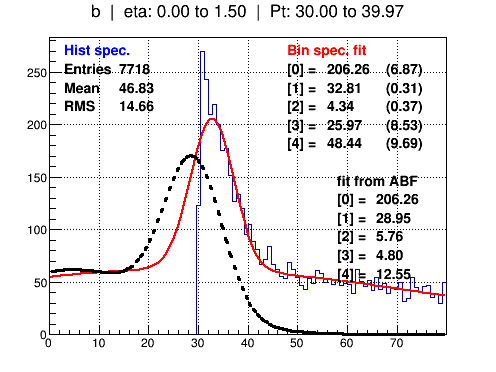 b | eta: 0.00 to 1.50 | Pt: 30.00 to 39.97
Hist spec.
Entries 7718
Mean 46.83
RMS 14.66
Bin spec. fit
[0] = 206.26 (6.87)
[1] = 32.81 (0.31)
[2] = 4.34 (0.37)
[3] = 25.97 (8.53)
[4] = 48.44 (9.69)
fit from ABF
[0] = 206.26
[1] = 28.95
[2] = 5.76
[3] = 4.80
[4] = 12.55
250
200
150
100
50
0
0 10 20 30 40 50 60 70